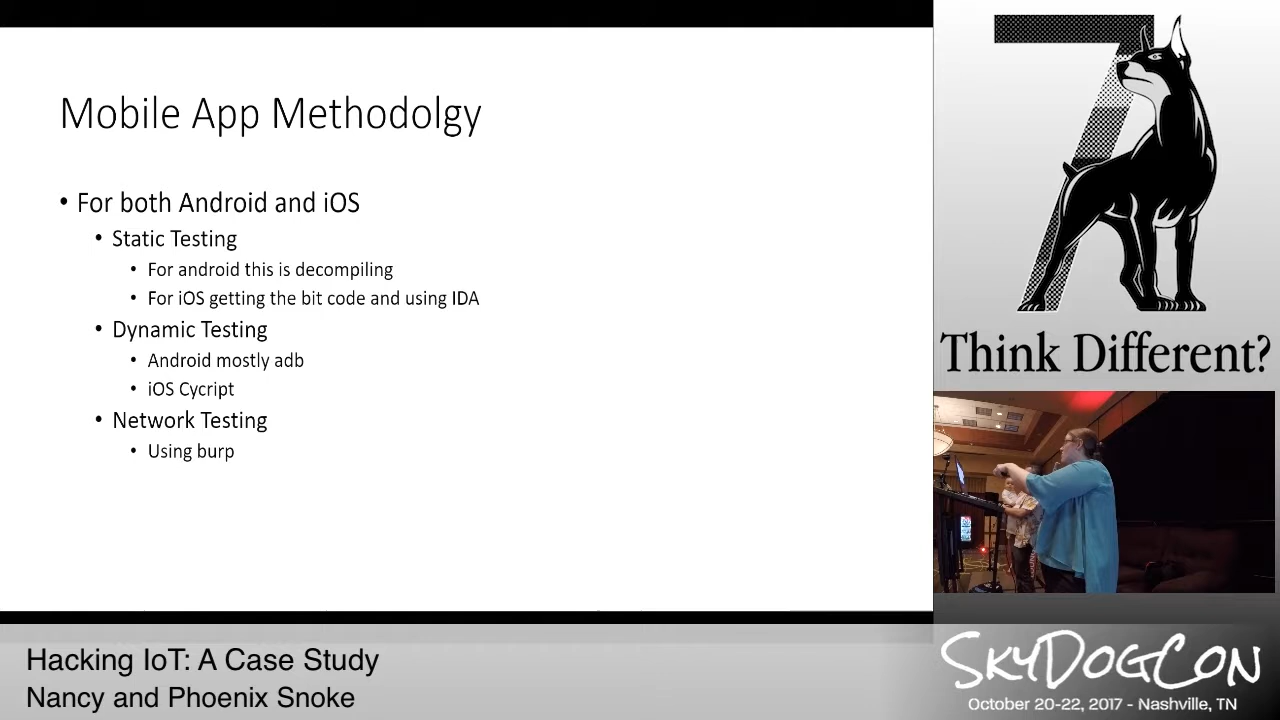 Mobile App Methodolgy
• For both Android and iOS
• Static Testing
• For android this is decompiling
• For iOS getting the bit code and using IDA
• Dynamic Testing
• Android mostly adb
• iOS Cycript
• Network Testing
• Using burp
7
Think Different?
Hacking IoT: A Case Study
Nancy and Phoenix Snoke
SKYDOGCON
October 20-22, 2017 - Nashville, TN